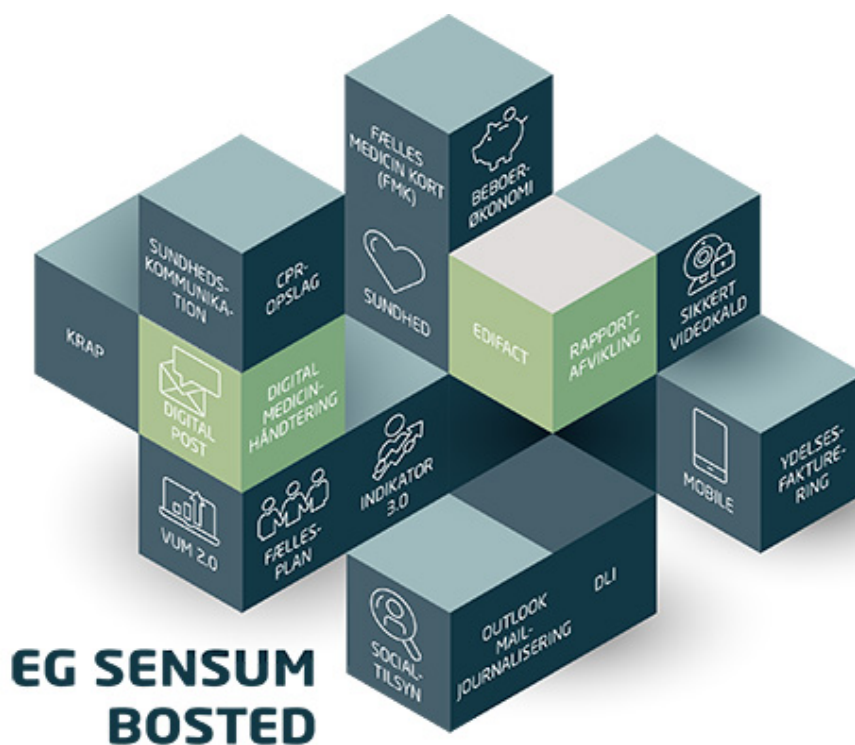 FÆLLES
MEDICIN KORT
(FMK)
BEBOER-
ØKONOMI
SUNDHEDS-
KOMMUNIKA-
TION
CPR-
OPSLAG
SUNDHED
SIKKERT
VIDEOKALD
KRAP
EDIFACT
RAPPORT-
AFVIKLING
DIGITAL
POST
DIGITAL
MEDICIN-
HÅNDTERING
INDIKATOR
3.0
MOBILE
YDELSES-
FAKTURE-
RING
VUM 2.0
FÆLLES-
PLAN
SOCIAL-
TILSYN
OUTLOOK
MAIL-
JOURNALISERING
DLI
EG SENSUM
BOSTED